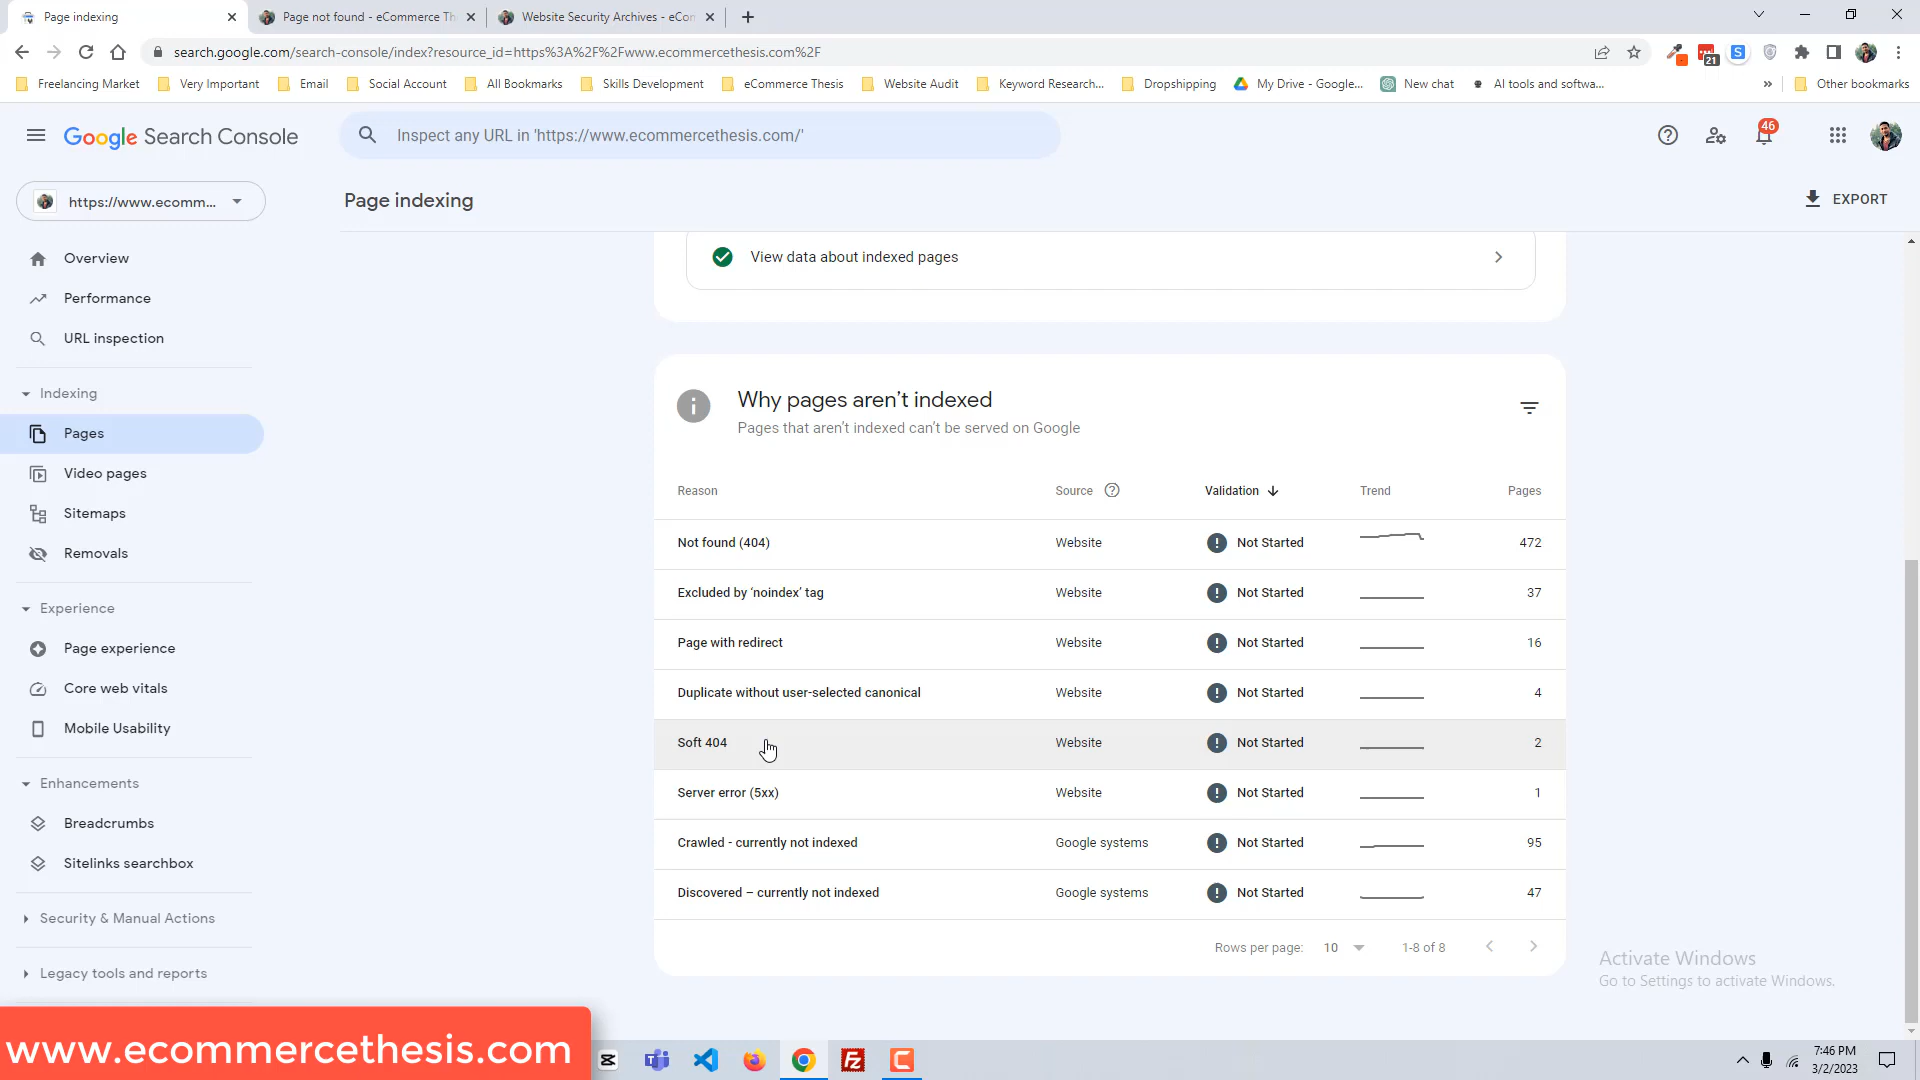 Page indexing
Page not found - eCommerce Th
Website Security Archives - eCom
search.google.com/search-console/index?resource_id=https%3A%2F%2Fwww.ecommercethesis.com%2F
21
S
Freelancing Market
Very Important
Email
Social Account
All Bookmarks
Skills Development
eCommerce Thesis
Website Audit
Keyword Research...
Dropshipping
My Drive - Google...
New chat
AI tools and softwa...
»
Other bookmarks
Google Search Console
Inspect any URL in 'https://www.ecommercethesis.com/'
46
https://www.ecomm...
Page indexing
EXPORT
Overview
Performance
URL inspection
Indexing
Pages
Video pages
Sitemaps
Removals
Experience
Page experience
Core web vitals
Mobile Usability
Enhancements
Breadcrumbs
Sitelinks searchbox
Security & Manual Actions
Legacy tools and reports
View data about indexed pages
Why pages aren’t indexed
Pages that aren’t indexed can’t be served on Google
Reason Source Validation Trend Pages
Not found (404) Website Not Started 472
Excluded by ‘noindex’ tag Website Not Started 37
Page with redirect Website Not Started 16
Duplicate without user-selected canonical Website Not Started 4
Soft 404 Website Not Started 2
Server error (5xx) Website Not Started 1
Crawled - currently not indexed Google systems Not Started 95
Discovered – currently not indexed Google systems Not Started 47
Rows per page: 10 1-8 of 8
Activate Windows
Go to Settings to activate Windows.
www.ecommercethesis.com
7:46 PM
3/2/2023